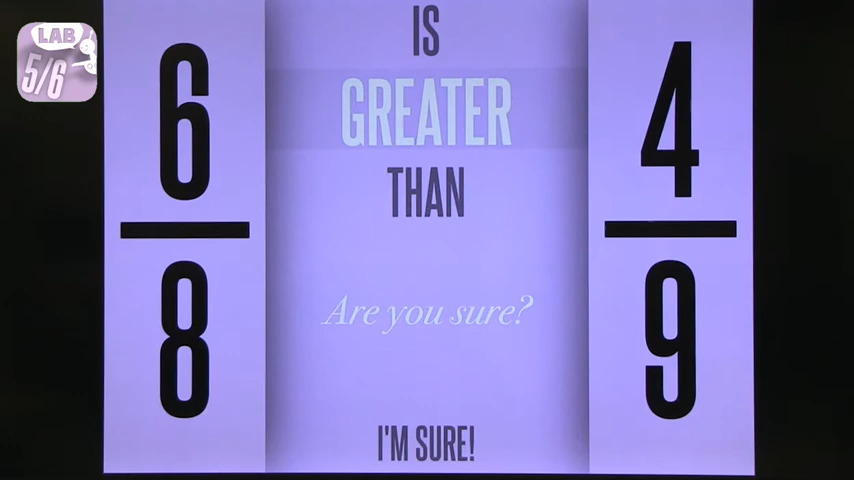 LAB
5/6
6
8
IS
GREATER
THAN
Are you sure?
I'M SURE!
4
9